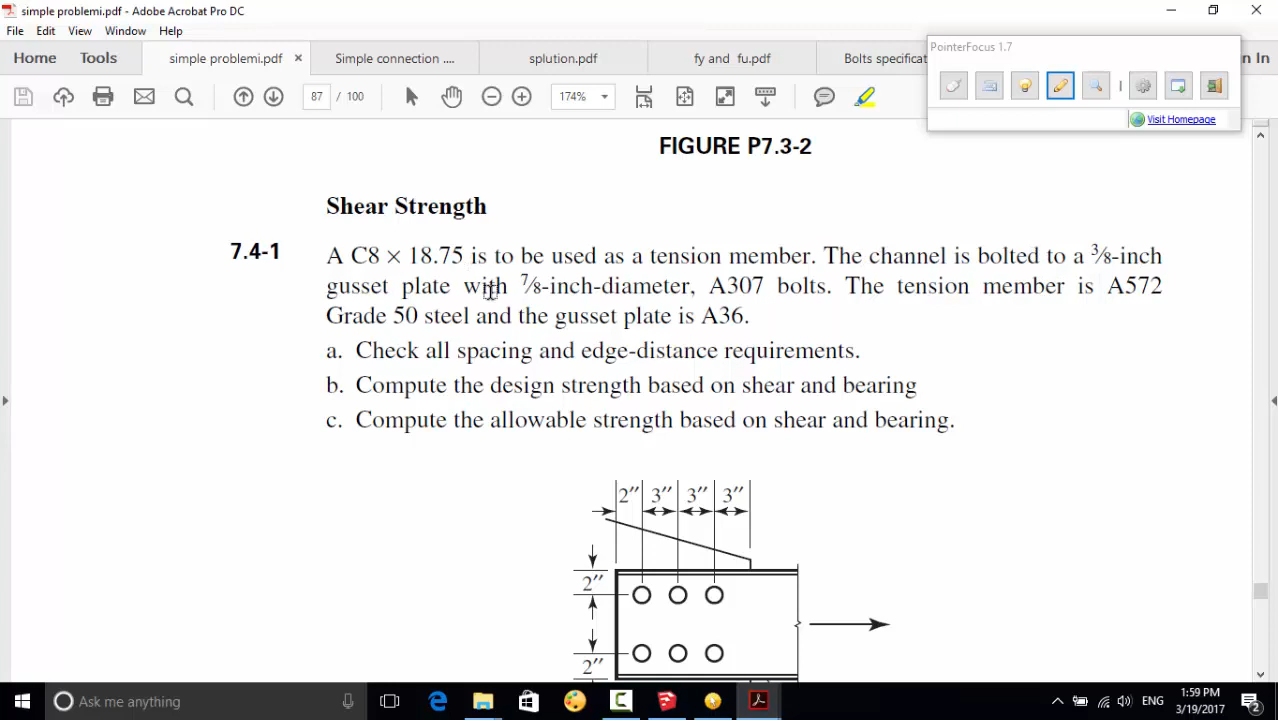 simple problemi.pdf - Adobe Acrobat Pro DC
File Edit View Window Help
Home Tools simple problemi.pdf × Simple connection .... splution.pdf fy and fu.pdf Bolts specificat n In
PointerFocus 1.7
87 / 100 174%
Visit Homepage
FIGURE P7.3-2
Shear Strength
7.4-1 A C8 × 18.75 is to be used as a tension member. The channel is bolted to a 3⁄8-inch
gusset plate with 7⁄8-inch-diameter, A307 bolts. The tension member is A572
Grade 50 steel and the gusset plate is A36.
a. Check all spacing and edge-distance requirements.
b. Compute the design strength based on shear and bearing
c. Compute the allowable strength based on shear and bearing.
2″ 3″ 3″ 3″
2″
2″
Ask me anything
ENG
1:59 PM
3/19/2017
2